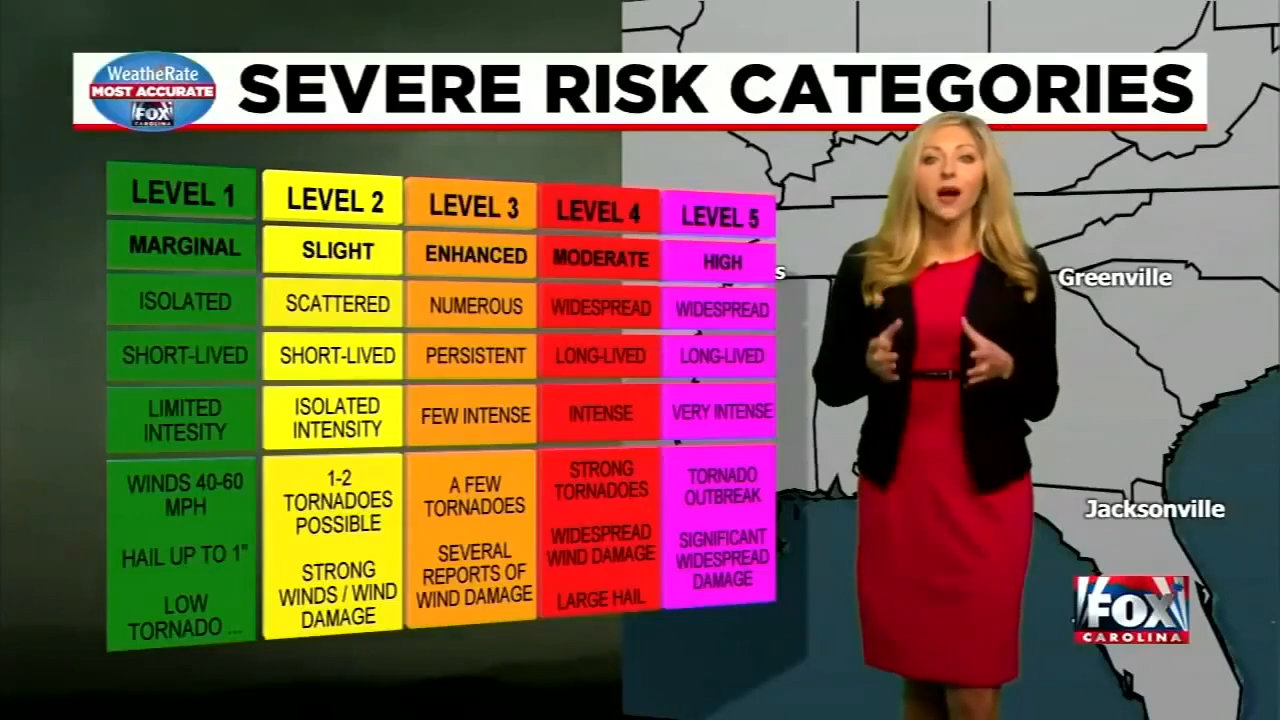 WeatheRate
MOST ACCURATE
FOX
CAROLINA
SEVERE RISK CATEGORIES
LEVEL 1
MARGINAL
ISOLATED
SHORT-LIVED
LIMITED
INTESITY
WINDS 40-60
MPH
HAIL UP TO 1"
LOW
TORNADO ...
LEVEL 2
SLIGHT
SCATTERED
SHORT-LIVED
ISOLATED
INTENSITY
1-2
TORNADOES
POSSIBLE
STRONG
WINDS / WIND
DAMAGE
LEVEL 3
ENHANCED
NUMEROUS
PERSISTENT
FEW INTENSE
A FEW
TORNADOES
SEVERAL
REPORTS OF
WIND DAMAGE
LEVEL 4
MODERATE
WIDESPREAD
LONG-LIVED
INTENSE
STRONG
TORNADOES
WIDESPREAD
WIND DAMAGE
LARGE HAIL
LEVEL 5
HIGH
WIDESPREAD
LONG-LIVED
VERY INTENSE
TORNADO
OUTBREAK
SIGNIFICANT
WIDESPREAD
DAMAGE
Greenville
Jacksonville
FOX
CAROLINA